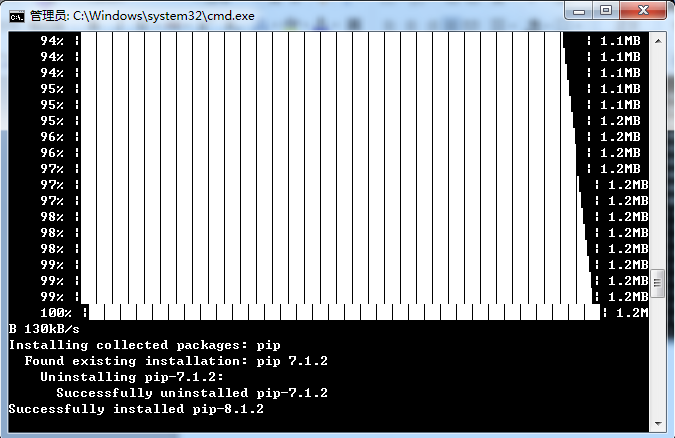 管理员: C:\Windows\system32\cmd.exe
94% | | 1.1MB
94% | | 1.1MB
94% | | 1.1MB
95% | | 1.1MB
95% | | 1.1MB
95% | | 1.2MB
96% | | 1.2MB
96% | | 1.2MB
97% | | 1.2MB
97% | | 1.2MB
97% | | 1.2MB
98% | | 1.2MB
98% | | 1.2MB
98% | | 1.2MB
99% | | 1.2MB
99% | | 1.2MB
99% | | 1.2MB
100% | | 1.2M
B 130kB/s
Installing collected packages: pip
Found existing installation: pip 7.1.2
Uninstalling pip-7.1.2:
Successfully uninstalled pip-7.1.2
Successfully installed pip-8.1.2